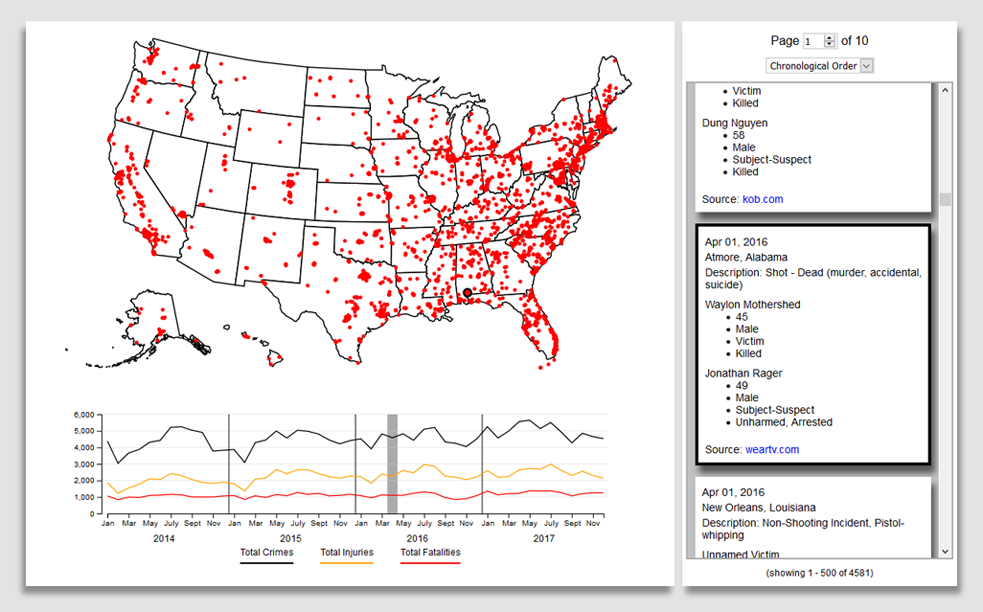 Page 1 of 10
Chronological Order
• Victim
• Killed
Dung Nguyen
• 58
• Male
• Subject-Suspect
• Killed
Source: kob.com
Apr 01, 2016
Atmore, Alabama
Description: Shot - Dead (murder, accidental,
suicide)
Waylon Mothershed
• 45
• Male
• Victim
• Killed
Jonathan Rager
• 49
• Male
• Subject-Suspect
• Unharmed, Arrested
Source: weartv.com
Apr 01, 2016
New Orleans, Louisiana
Description: Non-Shooting Incident, Pistol-
whipping
Unnamed Victim
(showing 1 - 500 of 4581)
6,000
5,000
4,000
3,000
2,000
1,000
0
Jan Mar May July Sept Nov Jan Mar May July Sept Nov Jan Mar May July Sept Nov Jan Mar May July Sept Nov
2014 2015 2016 2017
Total Crimes Total Injuries Total Fatalities